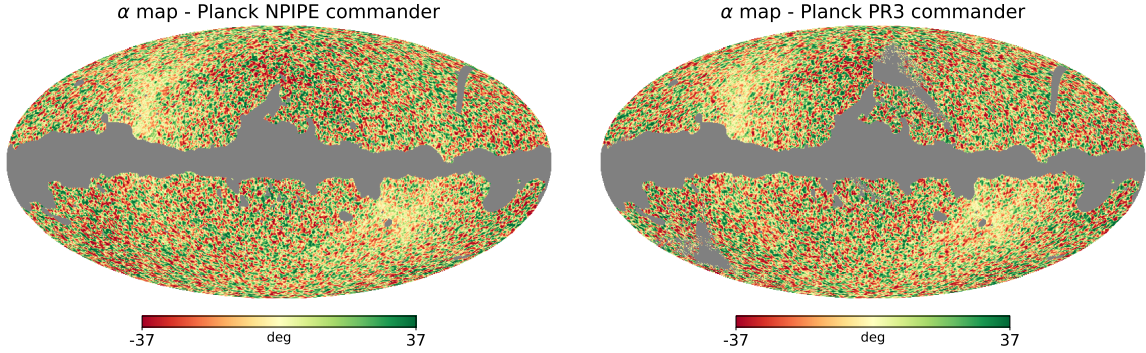 α map - Planck NPIPE commander
α map - Planck PR3 commander
-37 deg 37
-37 deg 37